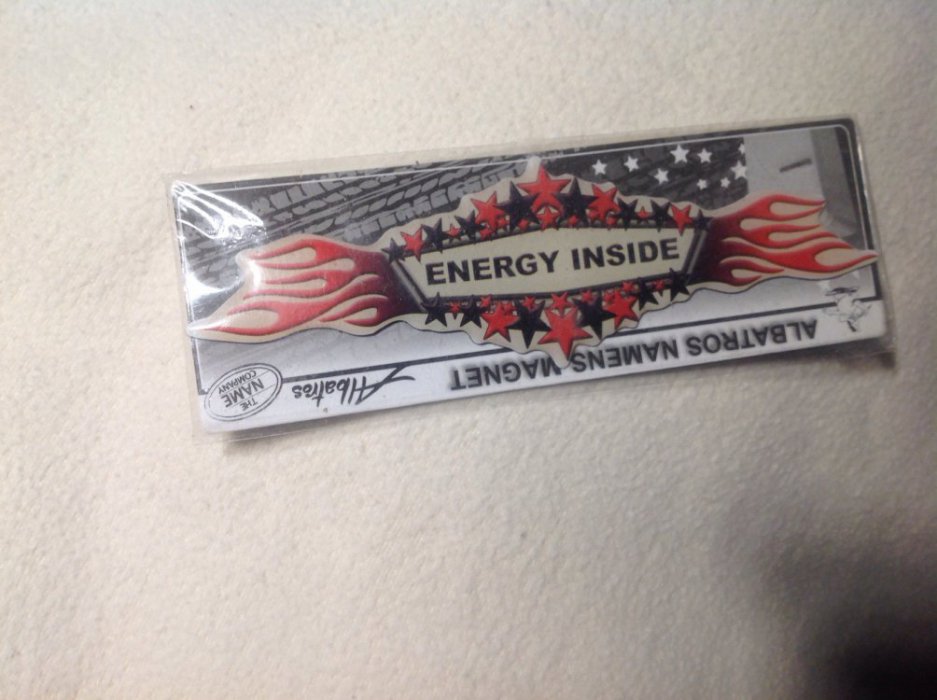 ENERGY INSIDE
ALBATROS NAMENS MAGNET
Albatros
THE
NAME
COMPANY